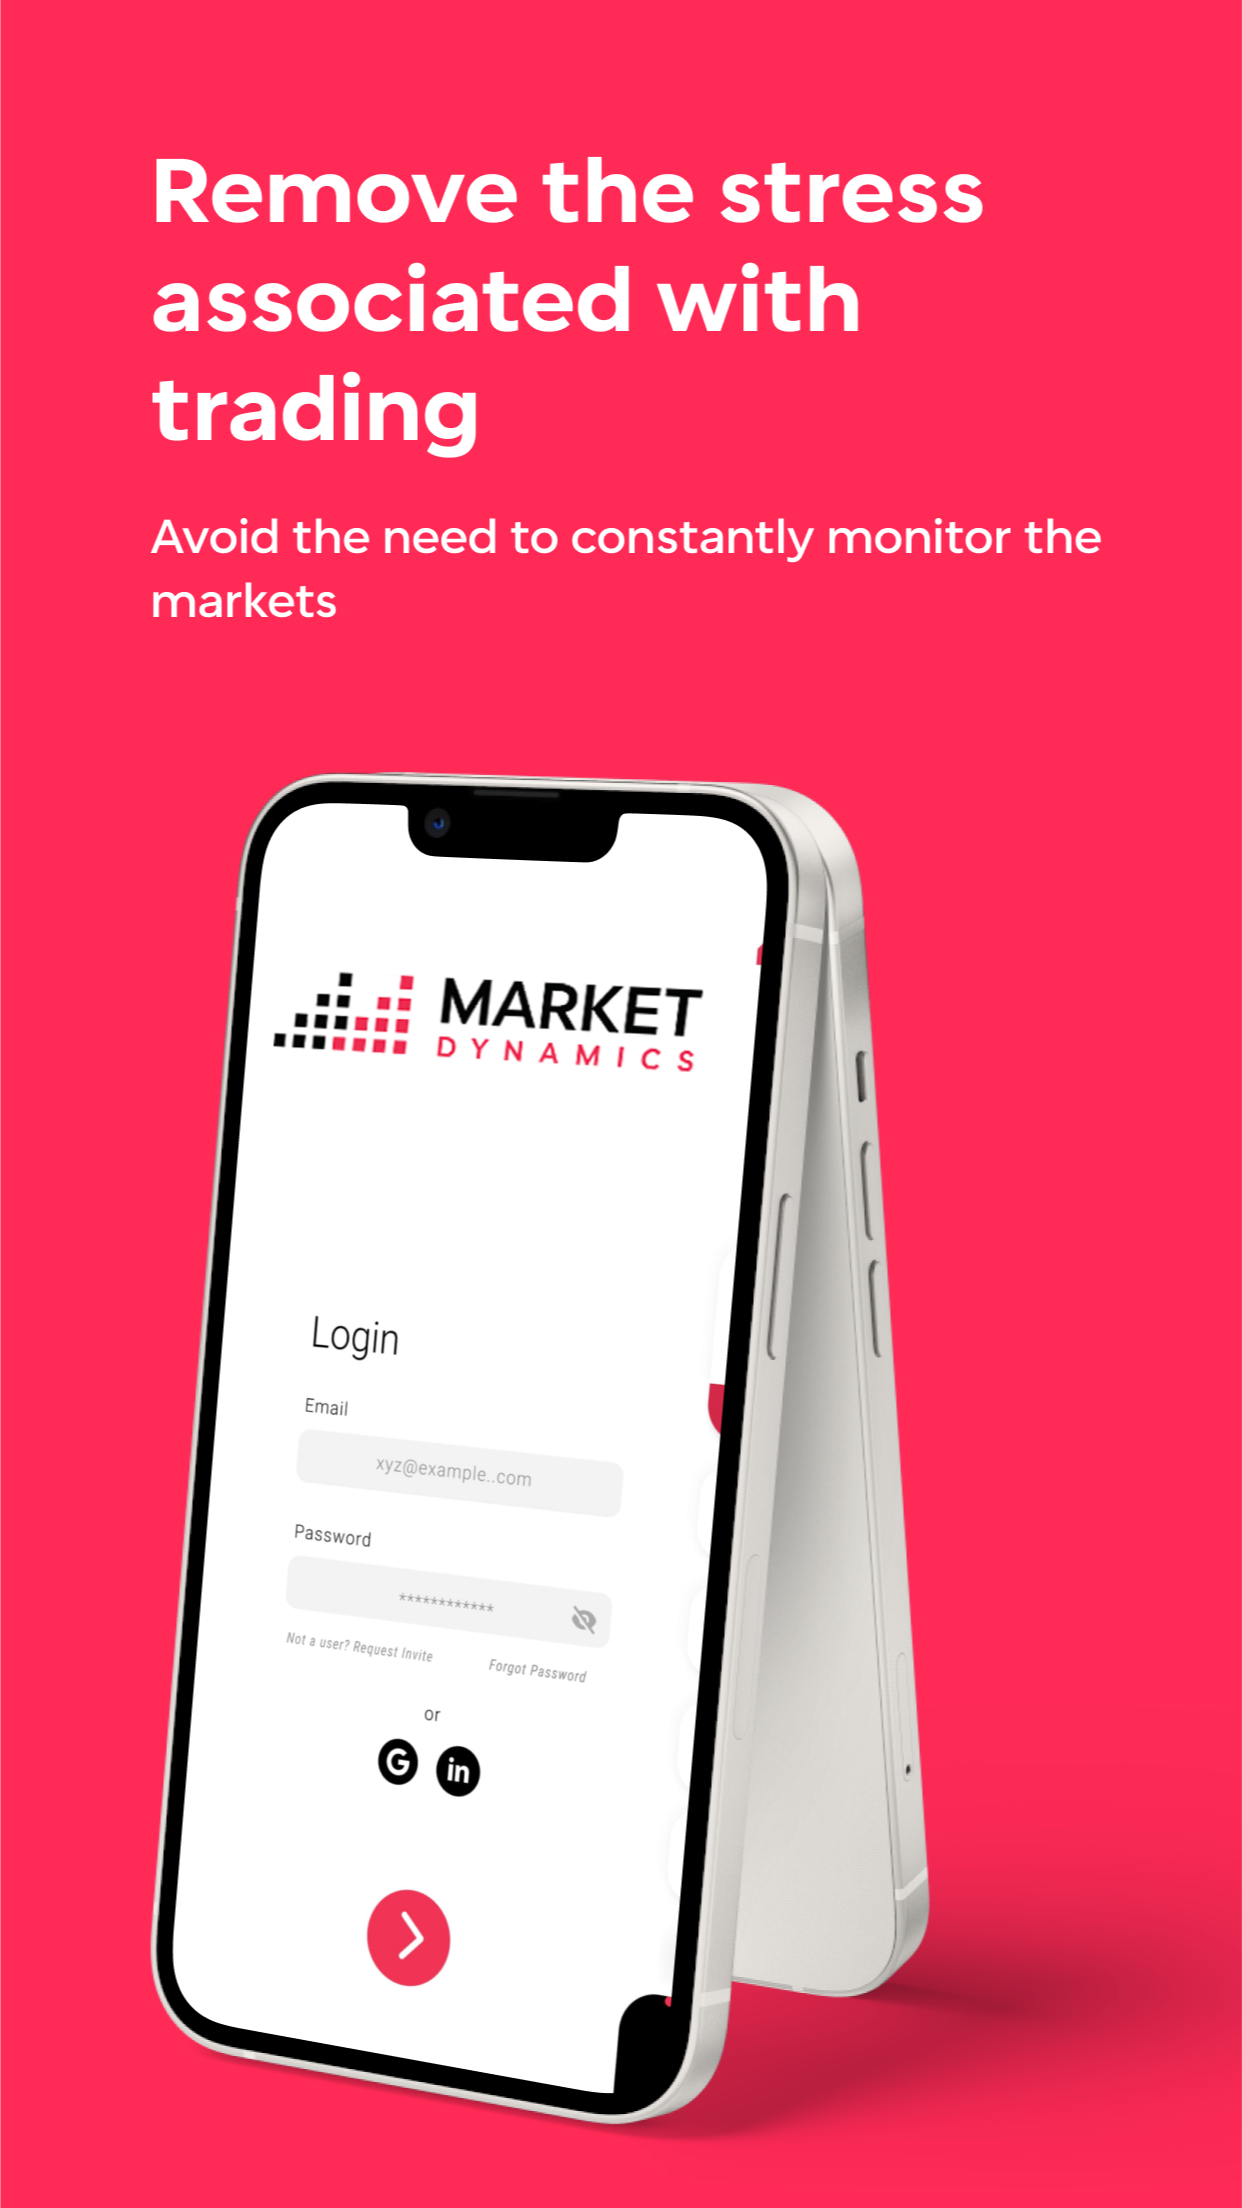 Remove the stress
associated with
trading
Avoid the need to constantly monitor the
markets
MARKET
DYNAMICS
Login
Email
xyz@example..com
Password
************
Not a user? Request Invite
Forgot Password
or
G
in